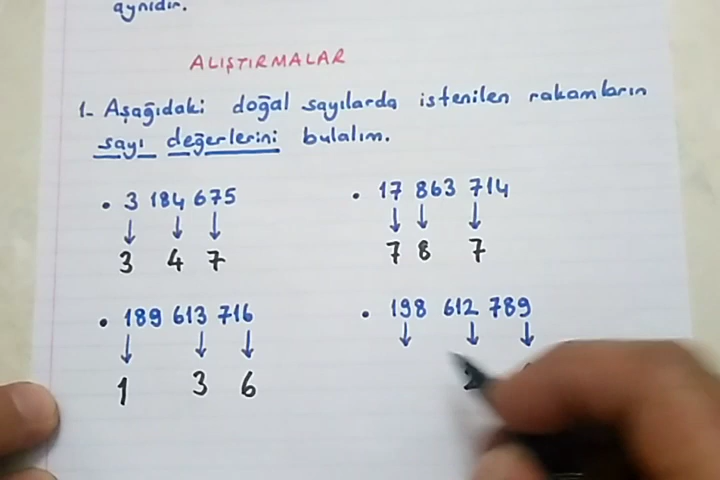 aynıdır.
ALIŞTIRMALAR
1- Aşağıdaki doğal sayılarda istenilen rakamların
sayı değerlerini bulalım.
• 3 184 675
↓ ↓ ↓
3 4 7
• 17 863 714
↓ ↓ ↓
7 8 7
• 189 613 716
↓ ↓ ↓
1 3 6
• 198 612 789
↓ ↓ ↓